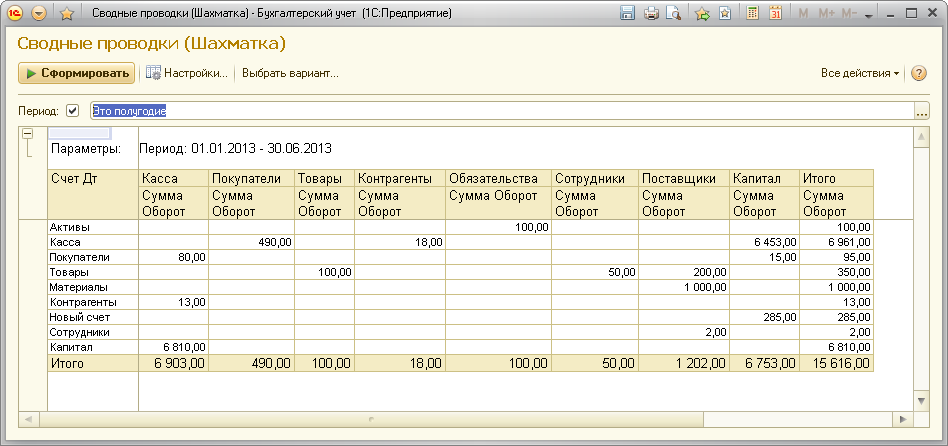 Сводные проводки (Шахматка) - Бухгалтерский учет (1С:Предприятие)
M M+ M-
Сводные проводки (Шахматка)
Сформировать Настройки... Выбрать вариант... Все действия
Период: Это полугодие ...
Параметры: Период: 01.01.2013 - 30.06.2013
Счет Дт Касса Покупатели Товары Контрагенты Обязательства Сотрудники Поставщики Капитал Итого
Сумма Сумма Сумма Сумма Сумма Оборот Сумма Сумма Сумма Сумма
Оборот Оборот Оборот Оборот Оборот Оборот Оборот Оборот
Активы 100,00 100,00
Касса 490,00 18,00 6 453,00 6 961,00
Покупатели 80,00 15,00 95,00
Товары 100,00 50,00 200,00 350,00
Материалы 1 000,00 1 000,00
Контрагенты 13,00 13,00
Новый счет 285,00 285,00
Сотрудники 2,00 2,00
Капитал 6 810,00 6 810,00
Итого 6 903,00 490,00 100,00 18,00 100,00 50,00 1 202,00 6 753,00 15 616,00